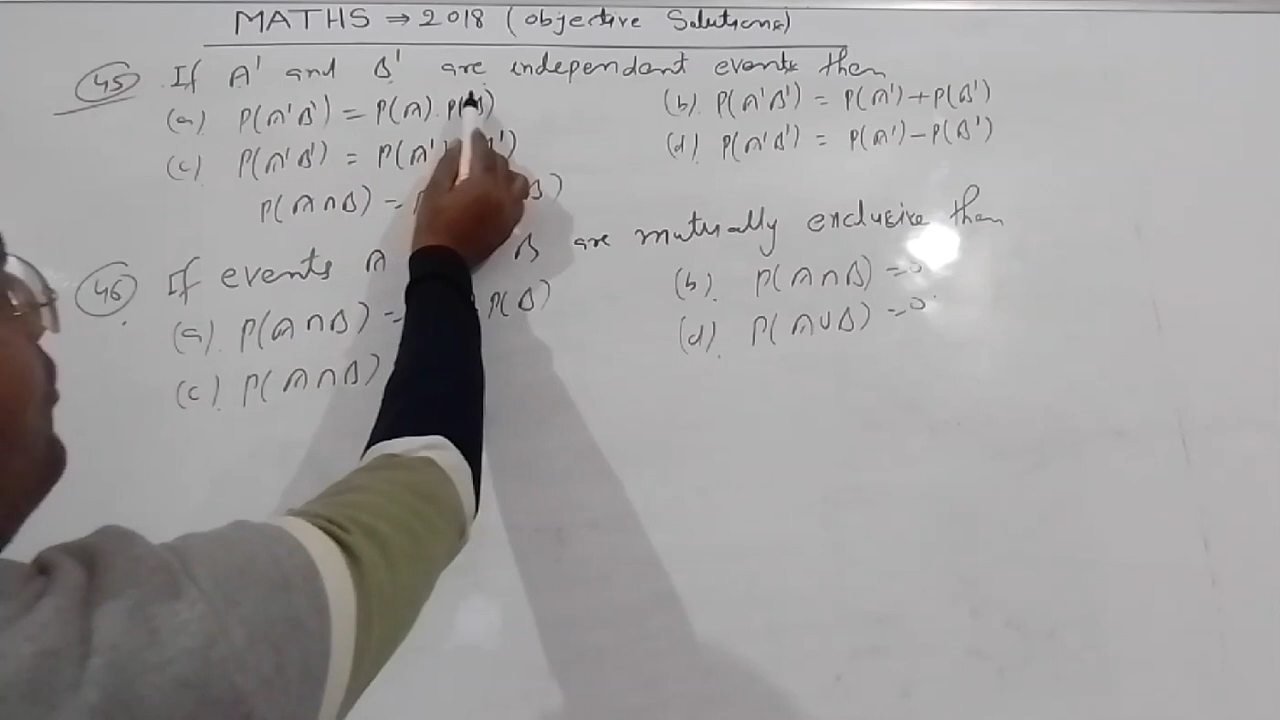 MATHS → 2018 (Objective Solutions)
45 If A' and B' are independant events then
(a) P(A'B') = P(A). P(B) (b) P(A'B') = P(A')+P(B')
(c) P(A'B') = P(A') (d) P(A'B') = P(A')-P(B')
P(A∩B) =
46 If events A B are mutually exclusive then
(a). P(A∩B) = P(B) (b). P(A∩B) =0
(c). P(A∩B) (d). P(A∪B) =0